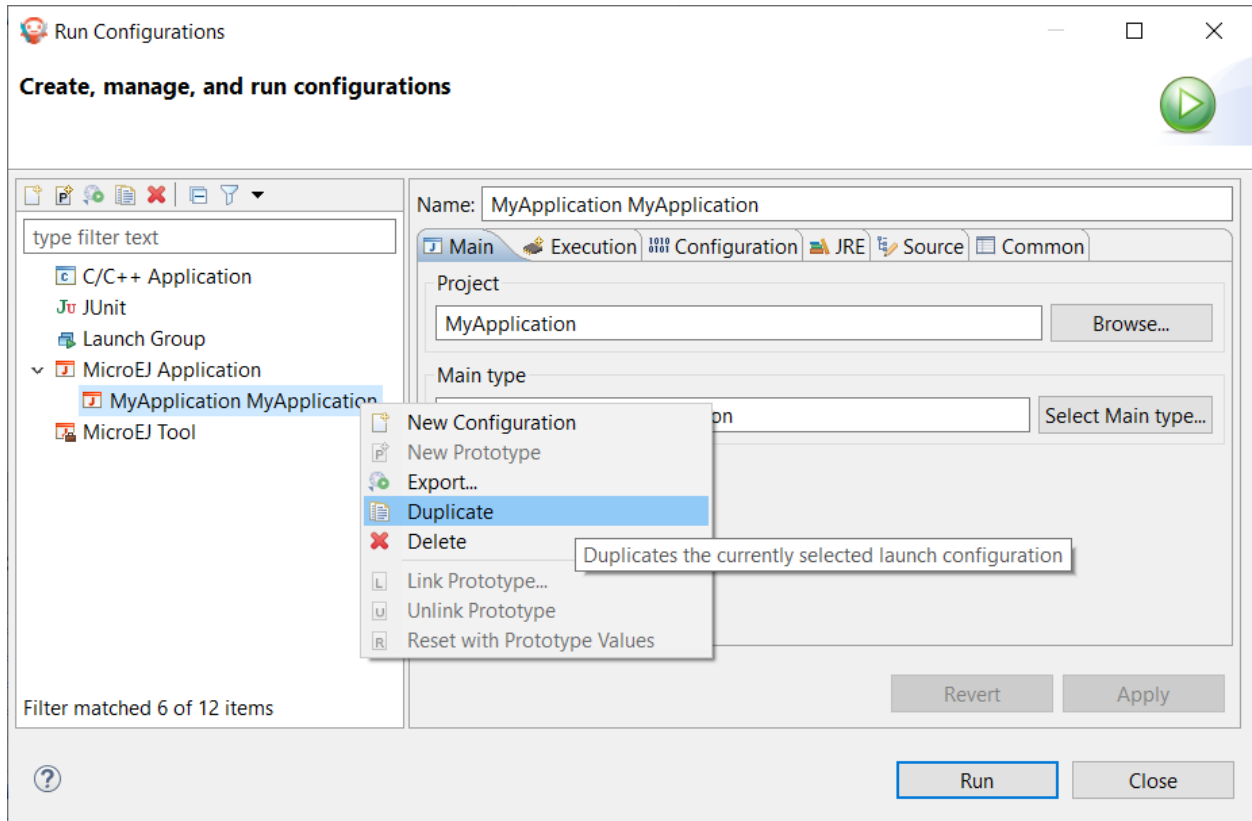 Run Configurations
Create, manage, and run configurations
type filter text
C/C++ Application
JUnit
Launch Group
MicroEJ Application
MyApplication MyApplication
MicroEJ Tool
Filter matched 6 of 12 items
Name: MyApplication MyApplication
Main Execution Configuration JRE Source Common
Project
MyApplication Browse...
Main type
on Select Main type...
New Configuration
New Prototype
Export...
Duplicate
Delete
Duplicates the currently selected launch configuration
Link Prototype...
Unlink Prototype
Reset with Prototype Values
Revert Apply
Run Close